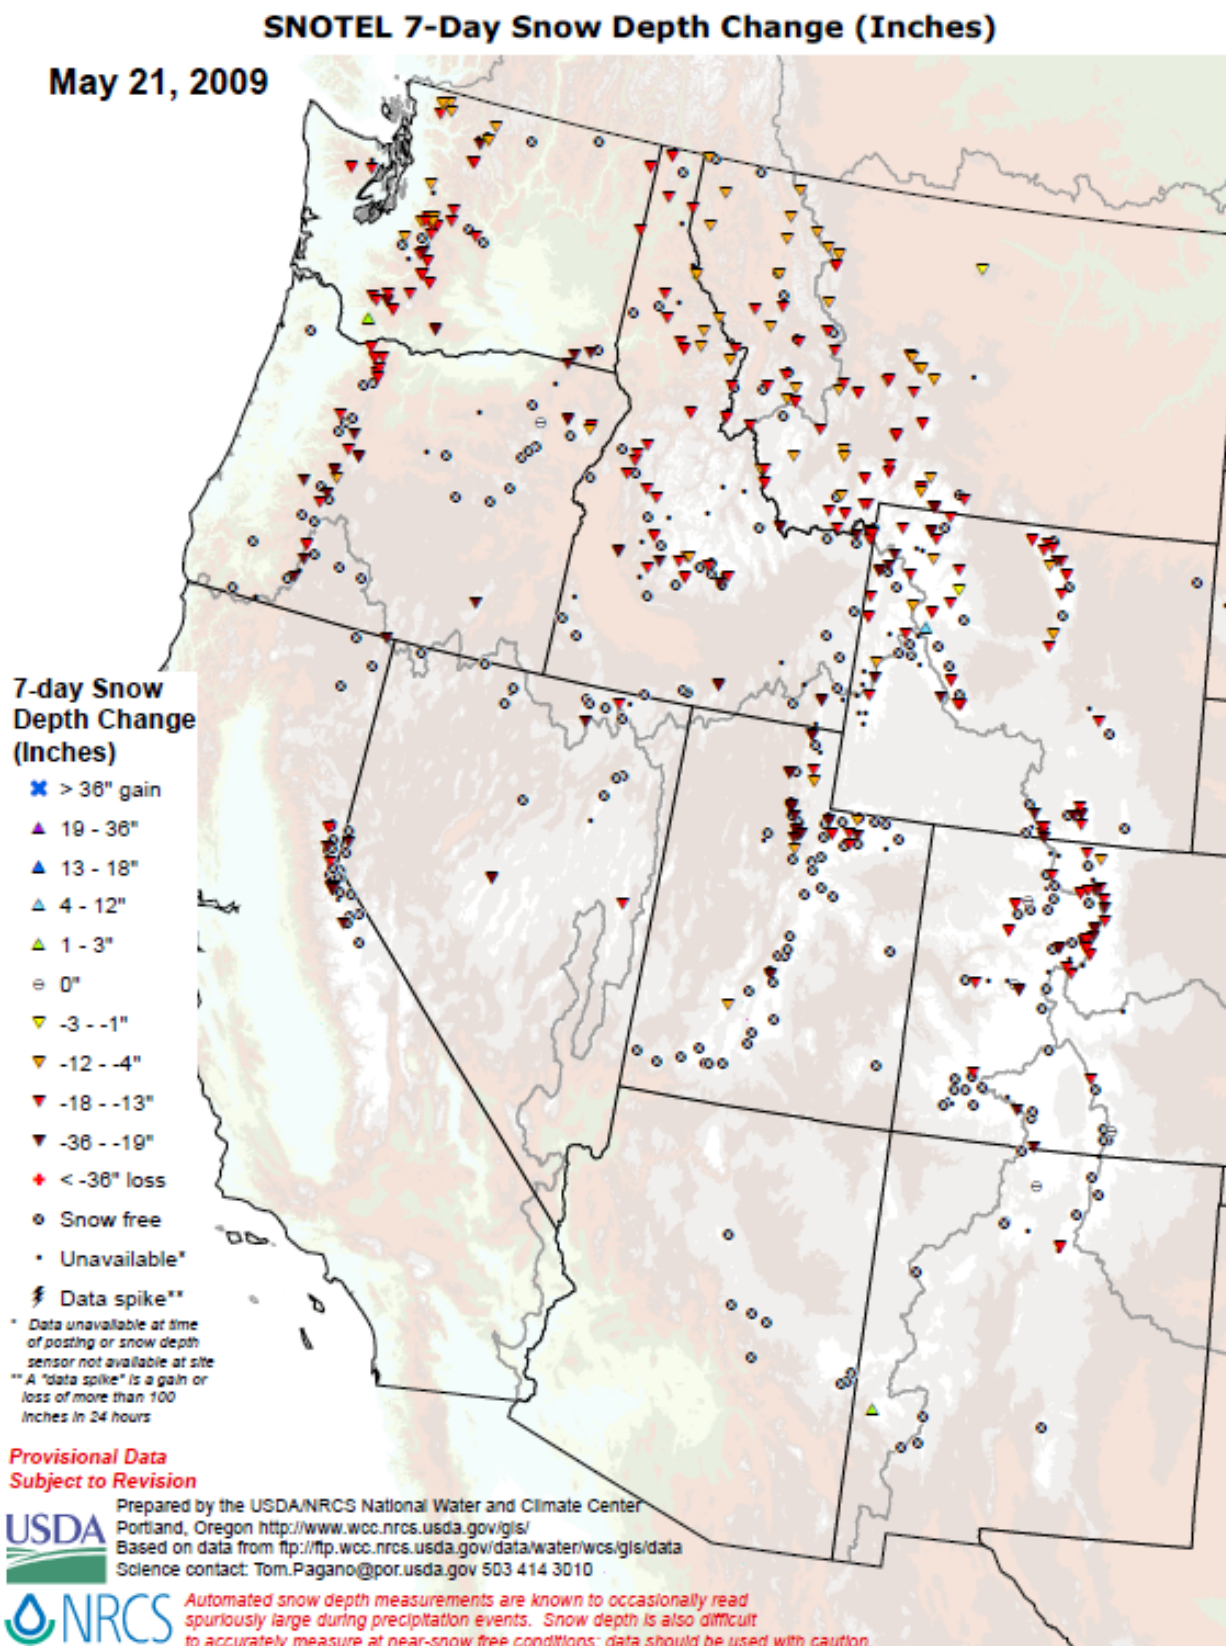 SNOTEL 7-Day Snow Depth Change (Inches)
May 21, 2009
7-day Snow
Depth Change
(Inches)
> 36" gain
19 - 36"
13 - 18"
4 - 12"
1 - 3"
0"
-3 - -1"
-12 - -4"
-18 - -13"
-36 - -19"
< -36" loss
Snow free
Unavailable*
Data spike**
* Data unavailable at time
of posting or snow depth
sensor not available at site
** A "data spike" is a gain or
loss of more than 100
inches in 24 hours
Provisional Data
Subject to Revision
Prepared by the USDA/NRCS National Water and Climate Center
Portland, Oregon http://www.wcc.nrcs.usda.gov/gis/
Based on data from ftp://ftp.wcc.nrcs.usda.gov/data/water/wcs/gis/data
Science contact: Tom.Pagano@por.usda.gov 503 414 3010
USDA
NRCS
Automated snow depth measurements are known to occasionally read
spuriously large during precipitation events. Snow depth is also difficult
to accurately measure at near-snow free conditions; data should be used with caution.